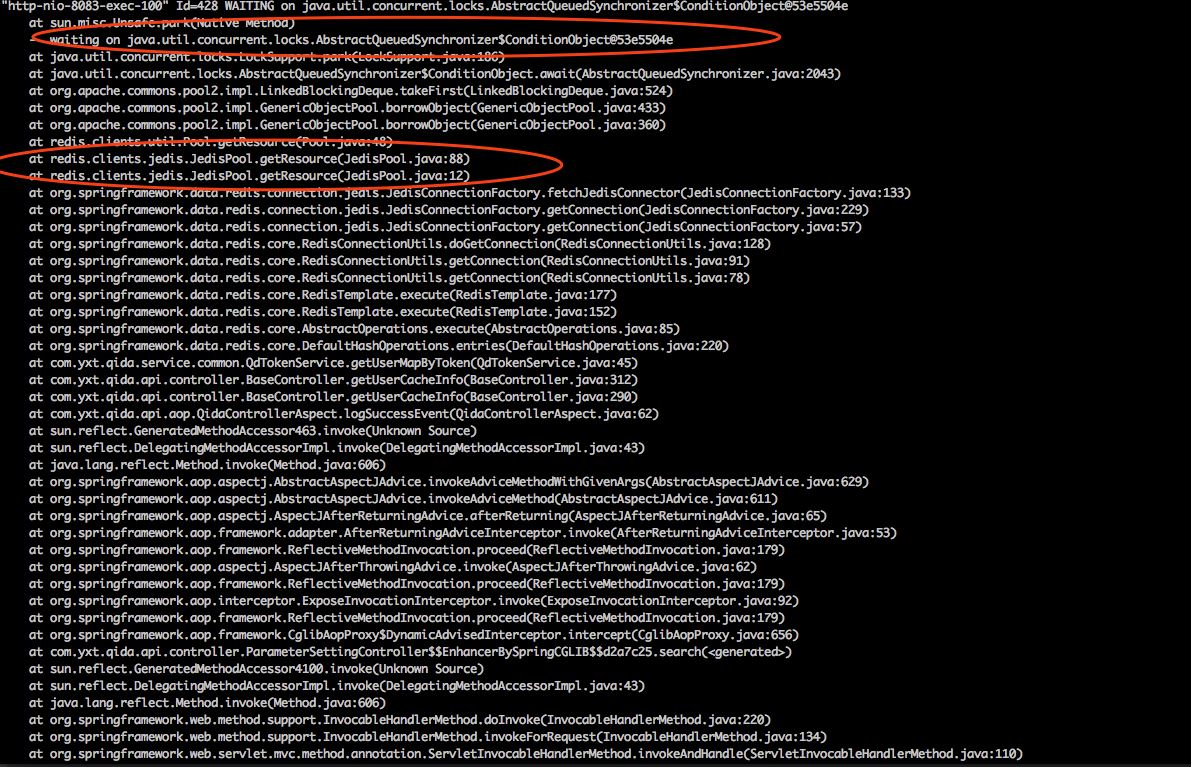 "http-nio-8083-exec-100" Id=428 WAITING on java.util.concurrent.locks.AbstractQueuedSynchronizer$ConditionObject@53e5504e
at sun.misc.Unsafe.park(Native Method)
- waiting on java.util.concurrent.locks.AbstractQueuedSynchronizer$ConditionObject@53e5504e
at java.util.concurrent.locks.LockSupport.park(LockSupport.java:186)
at java.util.concurrent.locks.AbstractQueuedSynchronizer$ConditionObject.await(AbstractQueuedSynchronizer.java:2043)
at org.apache.commons.pool2.impl.LinkedBlockingDeque.takeFirst(LinkedBlockingDeque.java:524)
at org.apache.commons.pool2.impl.GenericObjectPool.borrowObject(GenericObjectPool.java:433)
at org.apache.commons.pool2.impl.GenericObjectPool.borrowObject(GenericObjectPool.java:360)
at redis.clients.util.Pool.getResource(Pool.java:48)
at redis.clients.jedis.JedisPool.getResource(JedisPool.java:88)
at redis.clients.jedis.JedisPool.getResource(JedisPool.java:12)
at org.springframework.data.redis.connection.jedis.JedisConnectionFactory.fetchJedisConnector(JedisConnectionFactory.java:133)
at org.springframework.data.redis.connection.jedis.JedisConnectionFactory.getConnection(JedisConnectionFactory.java:229)
at org.springframework.data.redis.connection.jedis.JedisConnectionFactory.getConnection(JedisConnectionFactory.java:57)
at org.springframework.data.redis.core.RedisConnectionUtils.doGetConnection(RedisConnectionUtils.java:128)
at org.springframework.data.redis.core.RedisConnectionUtils.getConnection(RedisConnectionUtils.java:91)
at org.springframework.data.redis.core.RedisConnectionUtils.getConnection(RedisConnectionUtils.java:78)
at org.springframework.data.redis.core.RedisTemplate.execute(RedisTemplate.java:177)
at org.springframework.data.redis.core.RedisTemplate.execute(RedisTemplate.java:152)
at org.springframework.data.redis.core.AbstractOperations.execute(AbstractOperations.java:85)
at org.springframework.data.redis.core.DefaultHashOperations.entries(DefaultHashOperations.java:220)
at com.yxt.qida.service.common.QdTokenService.getUserMapByToken(QdTokenService.java:45)
at com.yxt.qida.api.controller.BaseController.getUserCacheInfo(BaseController.java:312)
at com.yxt.qida.api.controller.BaseController.getUserCacheInfo(BaseController.java:290)
at com.yxt.qida.api.aop.QidaControllerAspect.logSuccessEvent(QidaControllerAspect.java:62)
at sun.reflect.GeneratedMethodAccessor463.invoke(Unknown Source)
at sun.reflect.DelegatingMethodAccessorImpl.invoke(DelegatingMethodAccessorImpl.java:43)
at java.lang.reflect.Method.invoke(Method.java:606)
at org.springframework.aop.aspectj.AbstractAspectJAdvice.invokeAdviceMethodWithGivenArgs(AbstractAspectJAdvice.java:629)
at org.springframework.aop.aspectj.AbstractAspectJAdvice.invokeAdviceMethod(AbstractAspectJAdvice.java:611)
at org.springframework.aop.aspectj.AspectJAfterReturningAdvice.afterReturning(AspectJAfterReturningAdvice.java:65)
at org.springframework.aop.framework.adapter.AfterReturningAdviceInterceptor.invoke(AfterReturningAdviceInterceptor.java:53)
at org.springframework.aop.framework.ReflectiveMethodInvocation.proceed(ReflectiveMethodInvocation.java:179)
at org.springframework.aop.aspectj.AspectJAfterThrowingAdvice.invoke(AspectJAfterThrowingAdvice.java:62)
at org.springframework.aop.framework.ReflectiveMethodInvocation.proceed(ReflectiveMethodInvocation.java:179)
at org.springframework.aop.interceptor.ExposeInvocationInterceptor.invoke(ExposeInvocationInterceptor.java:92)
at org.springframework.aop.framework.ReflectiveMethodInvocation.proceed(ReflectiveMethodInvocation.java:179)
at org.springframework.aop.framework.CglibAopProxy$DynamicAdvisedInterceptor.intercept(CglibAopProxy.java:656)
at com.yxt.qida.api.controller.ParameterSettingController$$EnhancerBySpringCGLIB$$d2a7c25.search(<generated>)
at sun.reflect.GeneratedMethodAccessor4100.invoke(Unknown Source)
at sun.reflect.DelegatingMethodAccessorImpl.invoke(DelegatingMethodAccessorImpl.java:43)
at java.lang.reflect.Method.invoke(Method.java:606)
at org.springframework.web.method.support.InvocableHandlerMethod.doInvoke(InvocableHandlerMethod.java:220)
at org.springframework.web.method.support.InvocableHandlerMethod.invokeForRequest(InvocableHandlerMethod.java:134)
at org.springframework.web.servlet.mvc.method.annotation.ServletInvocableHandlerMethod.invokeAndHandle(ServletInvocableHandlerMethod.java:110)